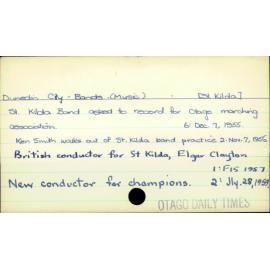 Dunedin City - Bands (Music) - [St. Kilda]
St. Kilda Band asked to record for Otago marching
association. 6: Dec. 7, 1955.
Ken Smith walks out of St. Kilda band practice 2: Nov. 7, 1956
British conductor for St Kilda, Elgar Clayton
1: F15 1957
New conductor for champions. 2: Jly. 28, 1959
OTAGO DAILY TIMES